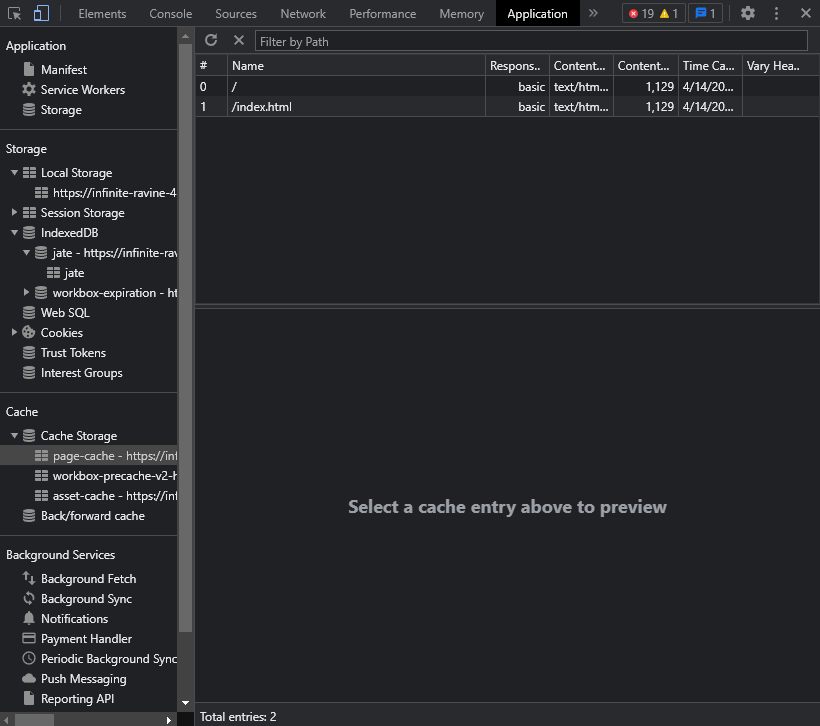 Elements Console Sources Network Performance Memory Application » 19 1 1
Application
Manifest
Service Workers
Storage
Storage
Local Storage
https://infinite-ravine-4
Session Storage
IndexedDB
jate - https://infinite-rav
jate
workbox-expiration - ht
Web SQL
Cookies
Trust Tokens
Interest Groups
Cache
Cache Storage
page-cache - https://inf
workbox-precache-v2-h
asset-cache - https://inf
Back/forward cache
Background Services
Background Fetch
Background Sync
Notifications
Payment Handler
Periodic Background Sync
Push Messaging
Reporting API
Filter by Path
# Name Respons.. Content... Content... Time Ca... Vary Hea..
0 / basic text/htm... 1,129 4/14/20...
1 /index.html basic text/htm... 1,129 4/14/20...
Select a cache entry above to preview
Total entries: 2